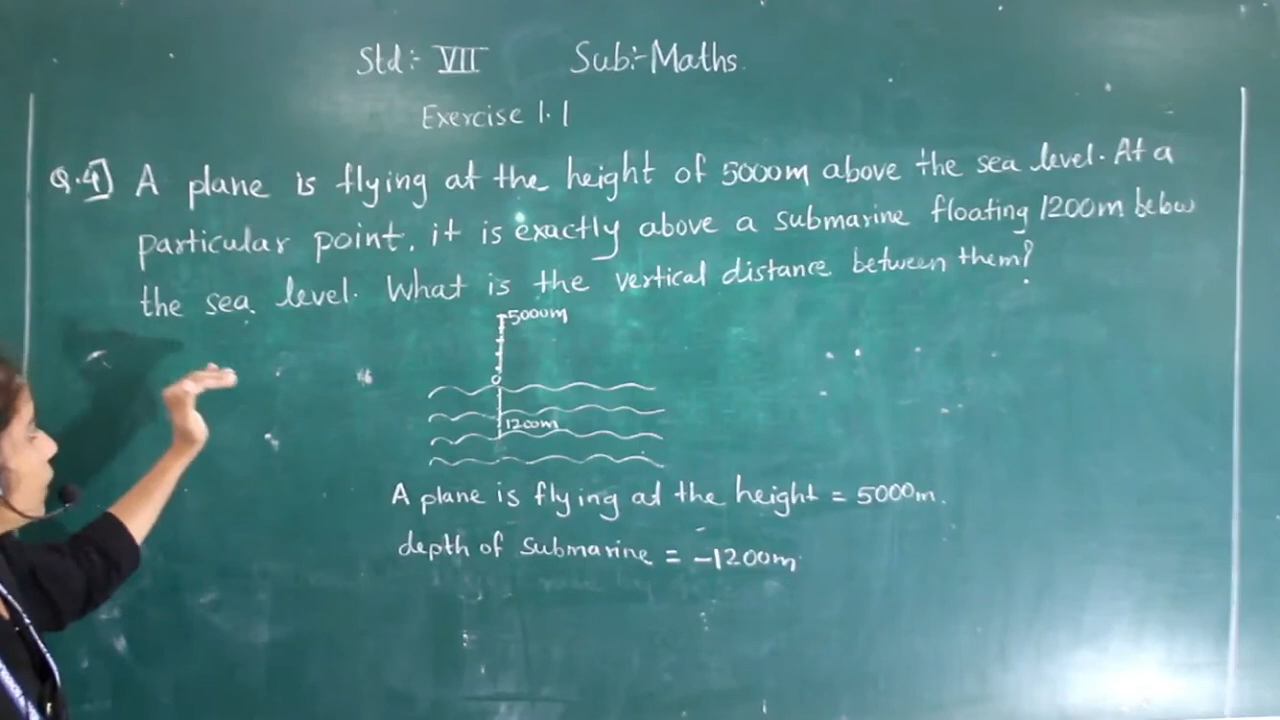 Std:- VII Sub:- Maths.
Exercise 1.1
Q.4] A plane is flying at the height of 5000m above the sea level. At a
particular point, it is exactly above a submarine floating 1200m below
the sea level. What is the vertical distance between them?
5000m
0
1200m
A plane is flying at the height = 5000m.
depth of submarine = -1200m.